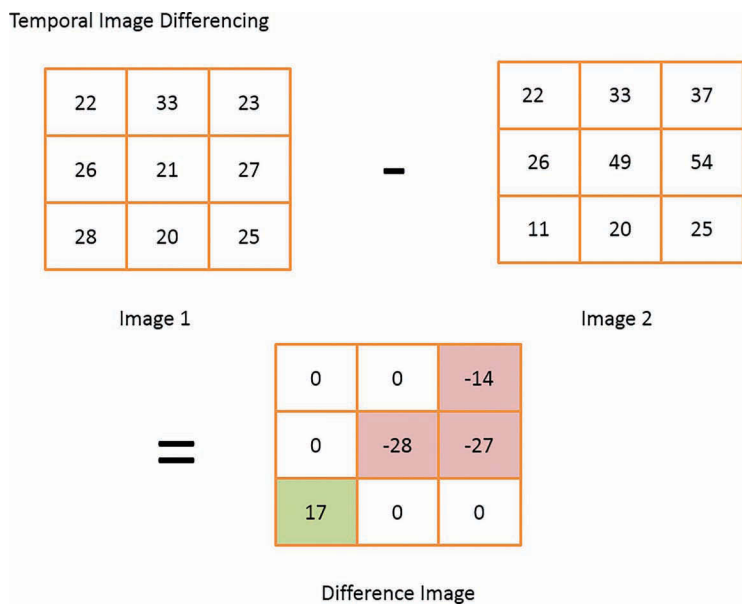 Temporal Image Differencing
22 33 23
26 21 27
28 20 25
-
22 33 37
26 49 54
11 20 25
Image 1
Image 2
=
0 0 -14
0 -28 -27
17 0 0
Difference Image